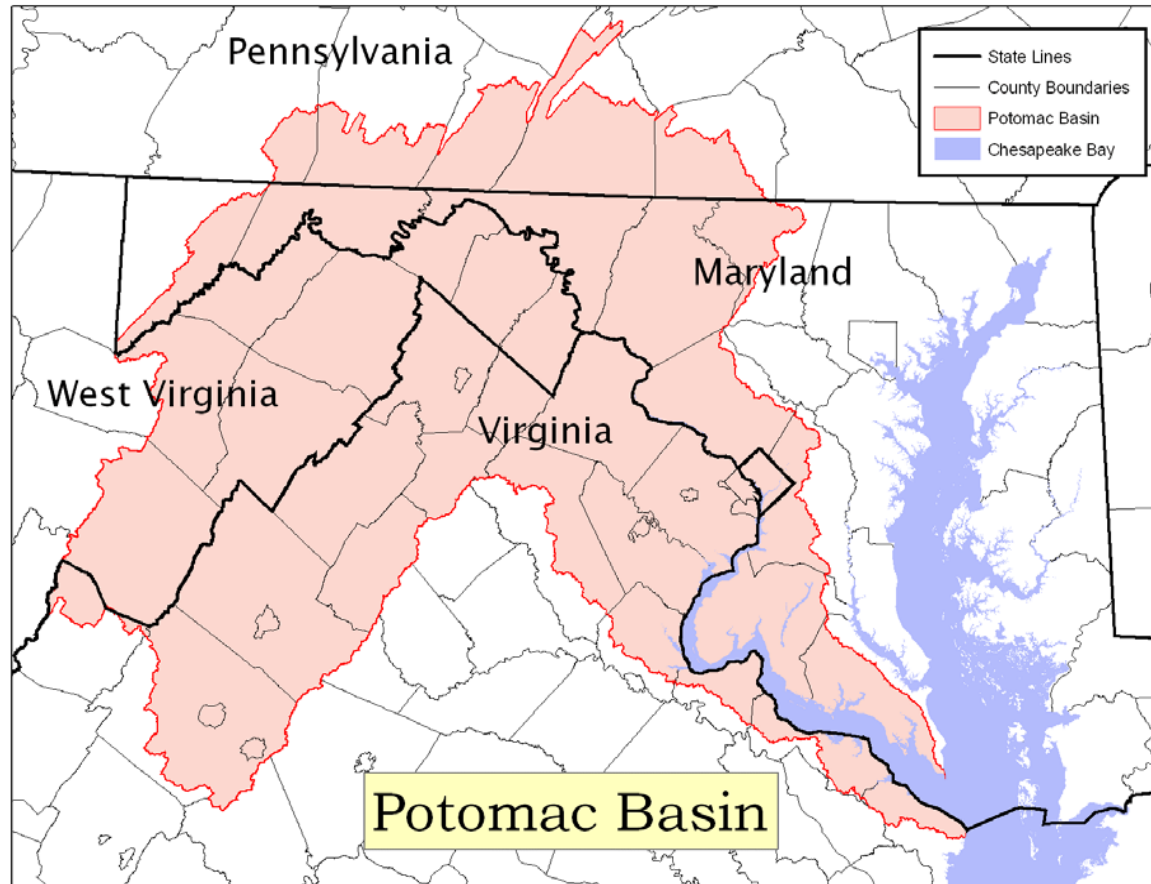 Pennsylvania
State Lines
County Boundaries
Potomac Basin
Chesapeake Bay
Maryland
West Virginia
Virginia
Potomac Basin